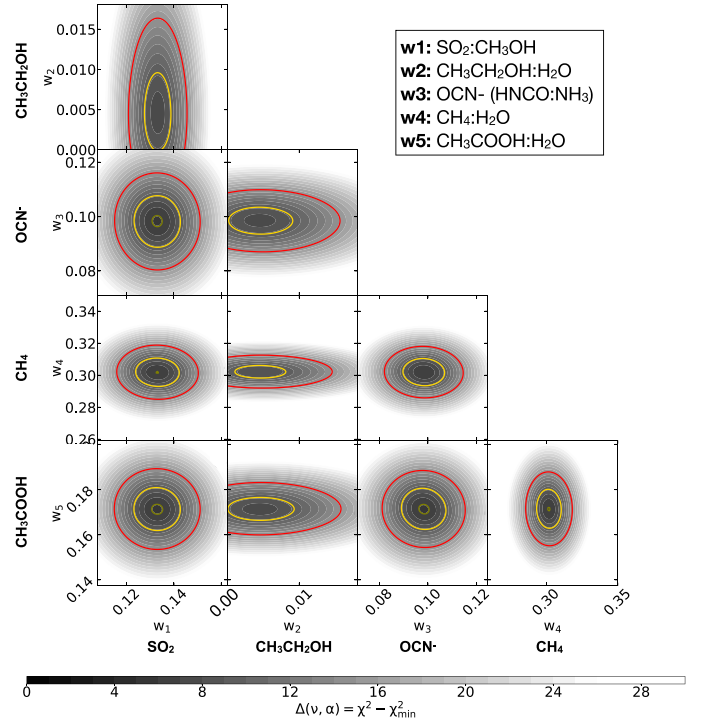 w1: SO₂:CH₃OH
w2: CH₃CH₂OH:H₂O
w3: OCN- (HNCO:NH₃)
w4: CH₄:H₂O
w5: CH₃COOH:H₂O
CH₃CH₂OH
w₂
0.015
0.010
0.005
0.000
OCN-
w₃
0.12
0.10
0.08
CH₄
w₄
0.34
0.32
0.30
0.28
0.26
CH₃COOH
w₅
0.18
0.16
0.14
0.12 0.14 0.00 0.01 0.08 0.10 0.12 0.30 0.35
w₁ w₂ w₃ w₄
SO₂ CH₃CH₂OH OCN- CH₄
0 4 8 12 16 20 24 28
Δ(ν, α) = χ² − χ²min